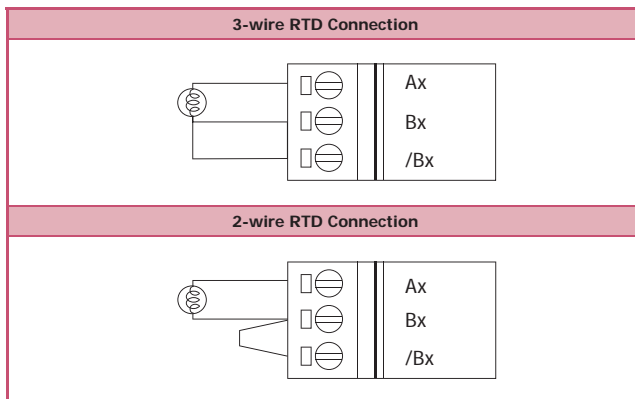 3-wire RTD Connection
Ax
Bx
/Bx
2-wire RTD Connection
Ax
Bx
/Bx